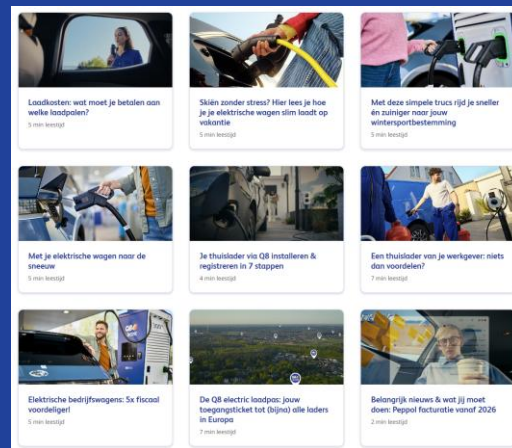 Laadkosten: wat moet je betalen aan
welke laadpalen?
5 min leestijd
Skiën zonder stress? Hier lees je hoe
je je elektrische wagen slim laadt op
vakantie
5 min leestijd
Met deze simpele trucs rijd je sneller
én zuiniger naar jouw
wintersportbestemming
5 min leestijd
Met je elektrische wagen naar de
sneeuw
5 min leestijd
Je thuislader via Q8 installeren &
registreren in 7 stappen
4 min leestijd
Een thuislader van je werkgever: niets
dan voordelen?
7 min leestijd
Elektrische bedrijfswagens: 5x fiscaal
voordeliger!
5 min leestijd
De Q8 electric laadpas: jouw
toegangsticket tot (bijna) alle laders
in Europa
7 min leestijd
Belangrijk nieuws & wat jij moet
doen: Peppol facturatie vanaf 2026
2 min leestijd